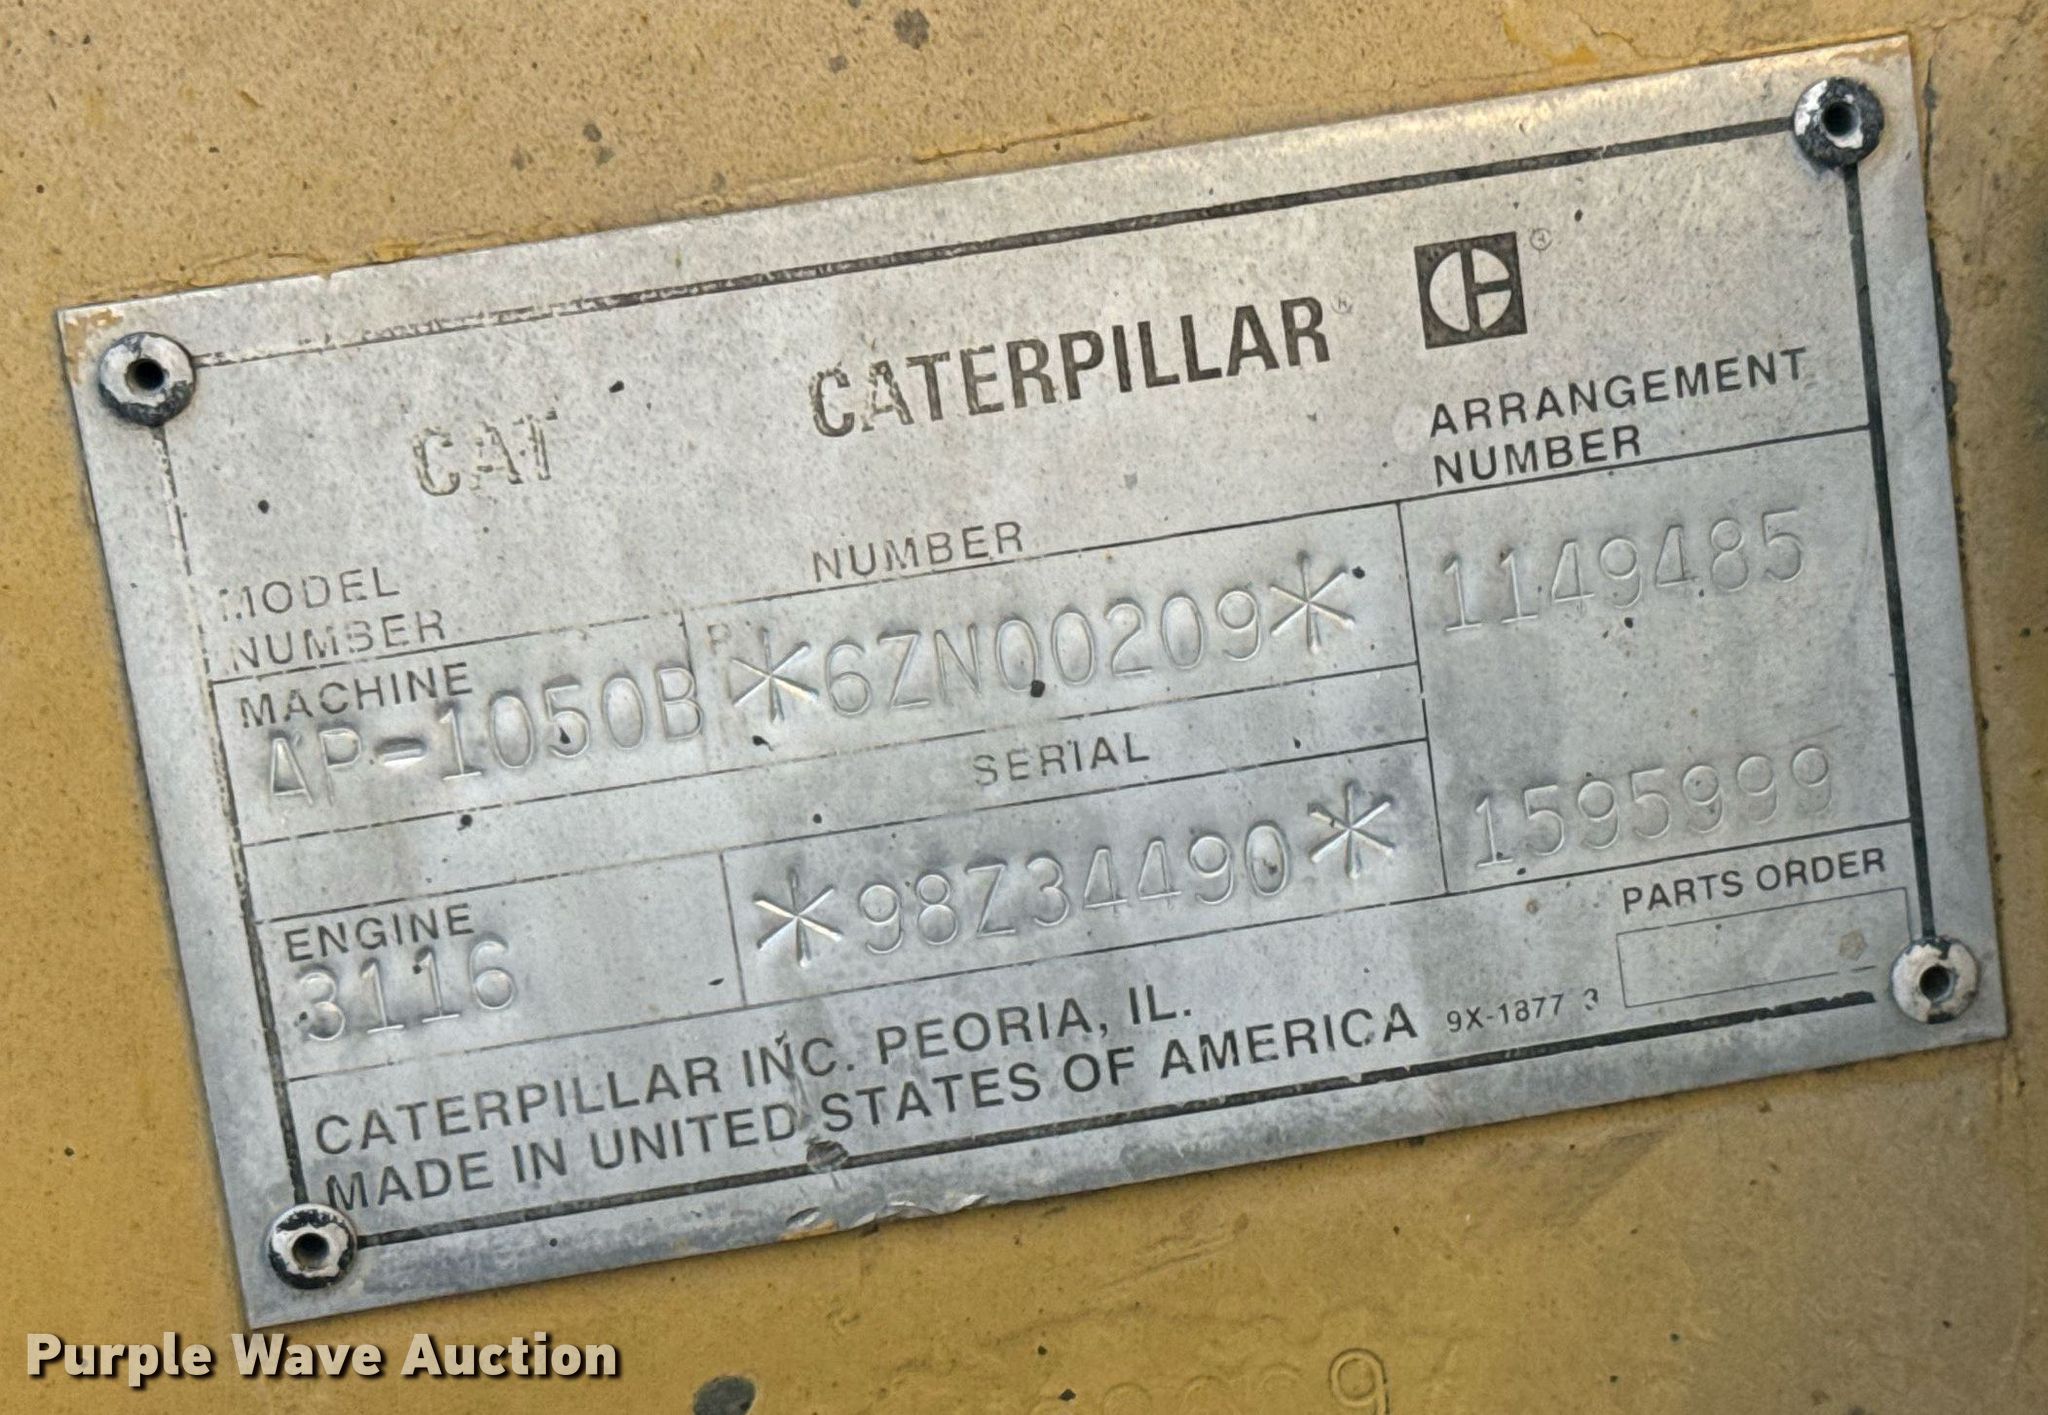 CAT CATERPILLAR®
ARRANGEMENT
NUMBER
MODEL
NUMBER
NUMBER
MACHINE
AP-1050B
*6ZN00209*
1149485
SERIAL
ENGINE
3116
*98Z34490*
1595999
PARTS ORDER
CATERPILLAR INC. PEORIA, IL.
MADE IN UNITED STATES OF AMERICA
9X-1877 3
Purple Wave Auction